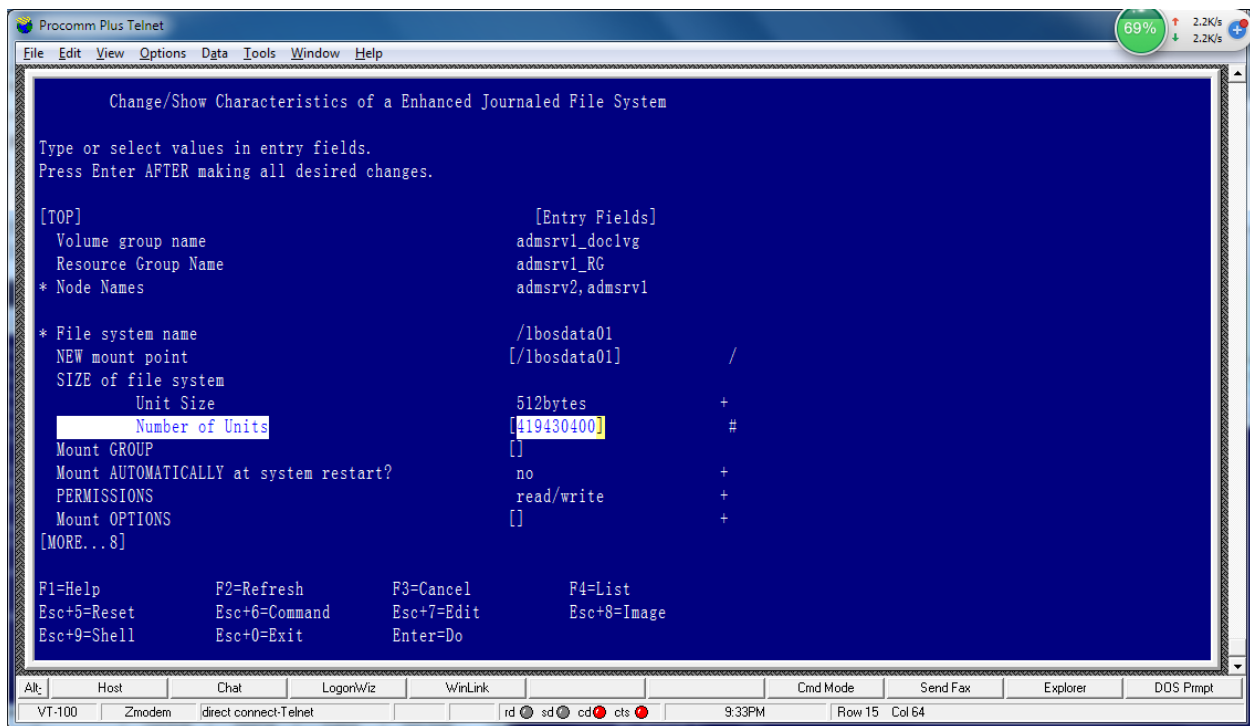 Procomm Plus Telnet
69% 2.2K/s
2.2K/s
File Edit View Options Data Tools Window Help
Change/Show Characteristics of a Enhanced Journaled File System
Type or select values in entry fields.
Press Enter AFTER making all desired changes.
[TOP] [Entry Fields]
Volume group name admsrv1_doc1vg
Resource Group Name admsrv1_RG
* Node Names admsrv2,admsrv1
* File system name /lbosdata01
NEW mount point [/lbosdata01] /
SIZE of file system
Unit Size 512bytes +
Number of Units [419430400] #
Mount GROUP []
Mount AUTOMATICALLY at system restart? no +
PERMISSIONS read/write +
Mount OPTIONS [] +
[MORE...8]
F1=Help F2=Refresh F3=Cancel F4=List
Esc+5=Reset Esc+6=Command Esc+7=Edit Esc+8=Image
Esc+9=Shell Esc+0=Exit Enter=Do
Alt- Host Chat LogonWiz WinLink Cmd Mode Send Fax Explorer DOS Prmpt
VT-100 Zmodem direct connect-Telnet rd sd cd cts 9:33PM Row 15 Col 64